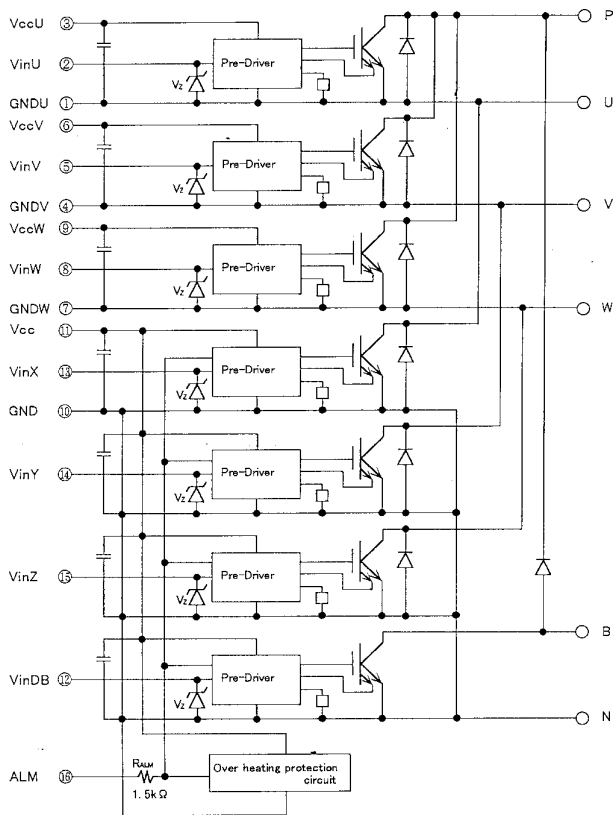 VccU ③ P
VinU ② Vz Pre-Driver
GNDU ① U
VccV ⑥
VinV ⑤ Vz Pre-Driver
GNDV ④ V
VccW ⑨
VinW ⑧ Vz Pre-Driver
GNDW ⑦ W
Vcc ⑪
VinX ⑬ Vz Pre-Driver
GND ⑩
VinY ⑭ Vz Pre-Driver
VinZ ⑮ Vz Pre-Driver
B
VinDB ⑫ Vz Pre-Driver
N
ALM ⑯ RALM
1.5kΩ
Over heating protection
circuit